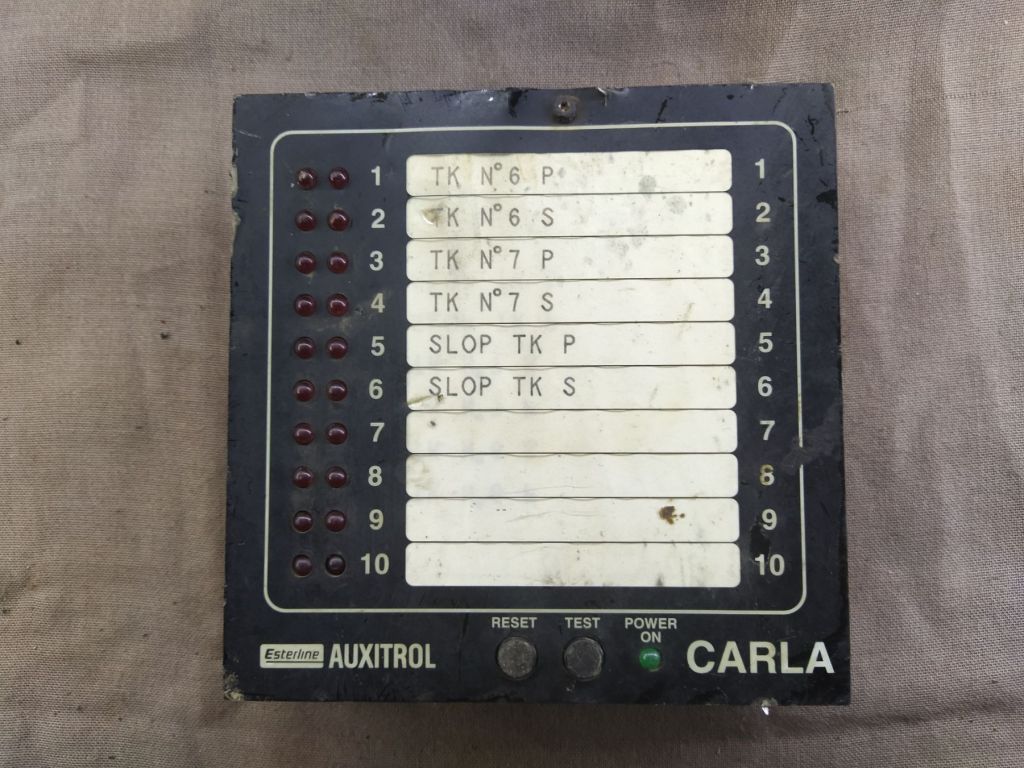 1 TK N° 6 P 1
2 TK N° 6 S 2
3 TK N° 7 P 3
4 TK N° 7 S 4
5 SLOP TK P 5
6 SLOP TK S 6
7 7
8 8
9 9
10 10
RESET TEST POWER ON
Esterline AUXITROL CARLA